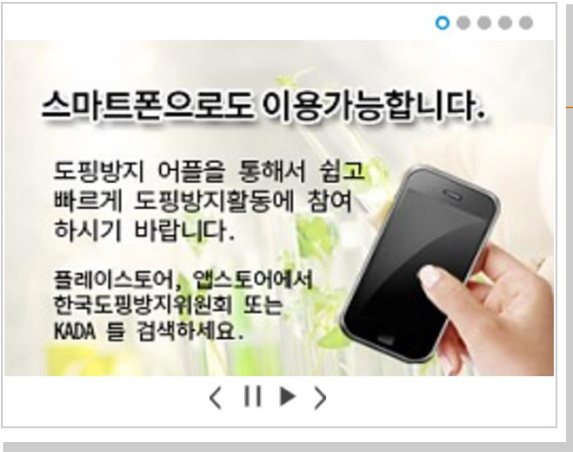 스마트폰으로도 이용가능합니다.
도핑방지 어플을 통해서 쉽고
빠르게 도핑방지활동에 참여
하시기 바랍니다.
플레이스토어, 앱스토어에서
한국도핑방지위원회 또는
KADA 들 검색하세요.